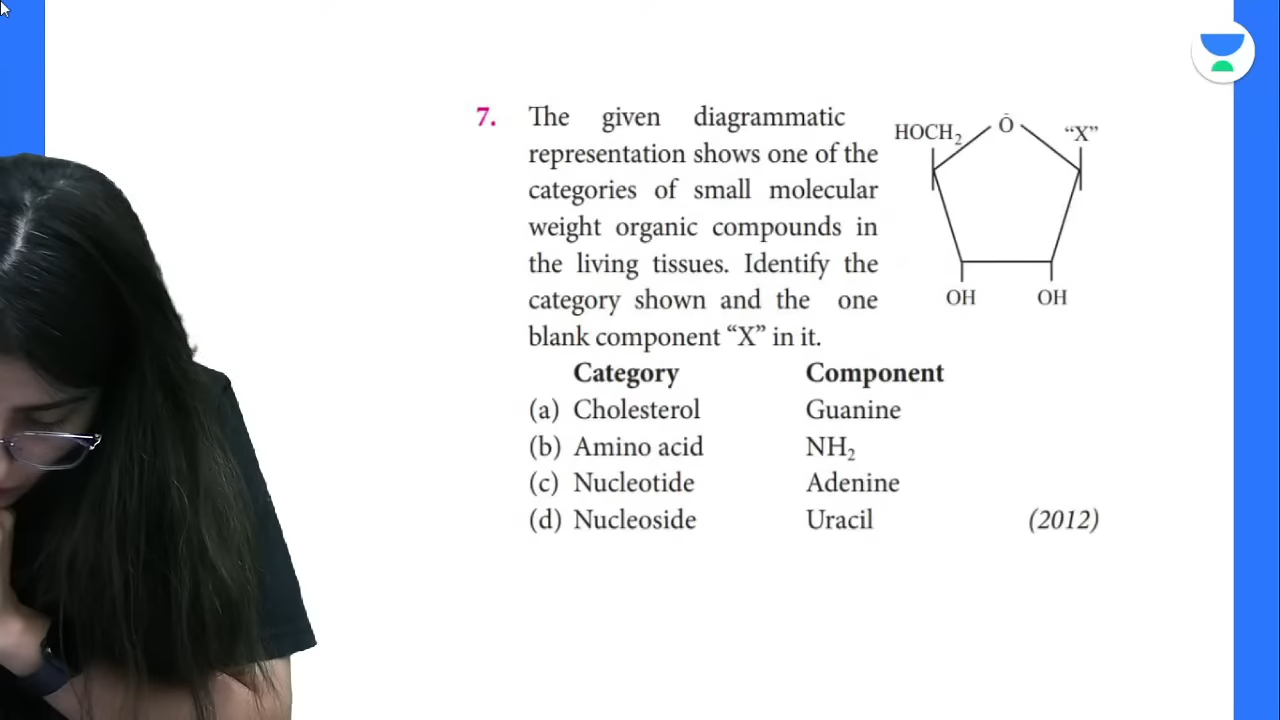 7. The given diagrammatic
representation shows one of the
categories of small molecular
weight organic compounds in
the living tissues. Identify the
category shown and the one
blank component “X” in it.
HOCH₂ O “X”
OH OH
Category Component
(a) Cholesterol Guanine
(b) Amino acid NH₂
(c) Nucleotide Adenine
(d) Nucleoside Uracil (2012)